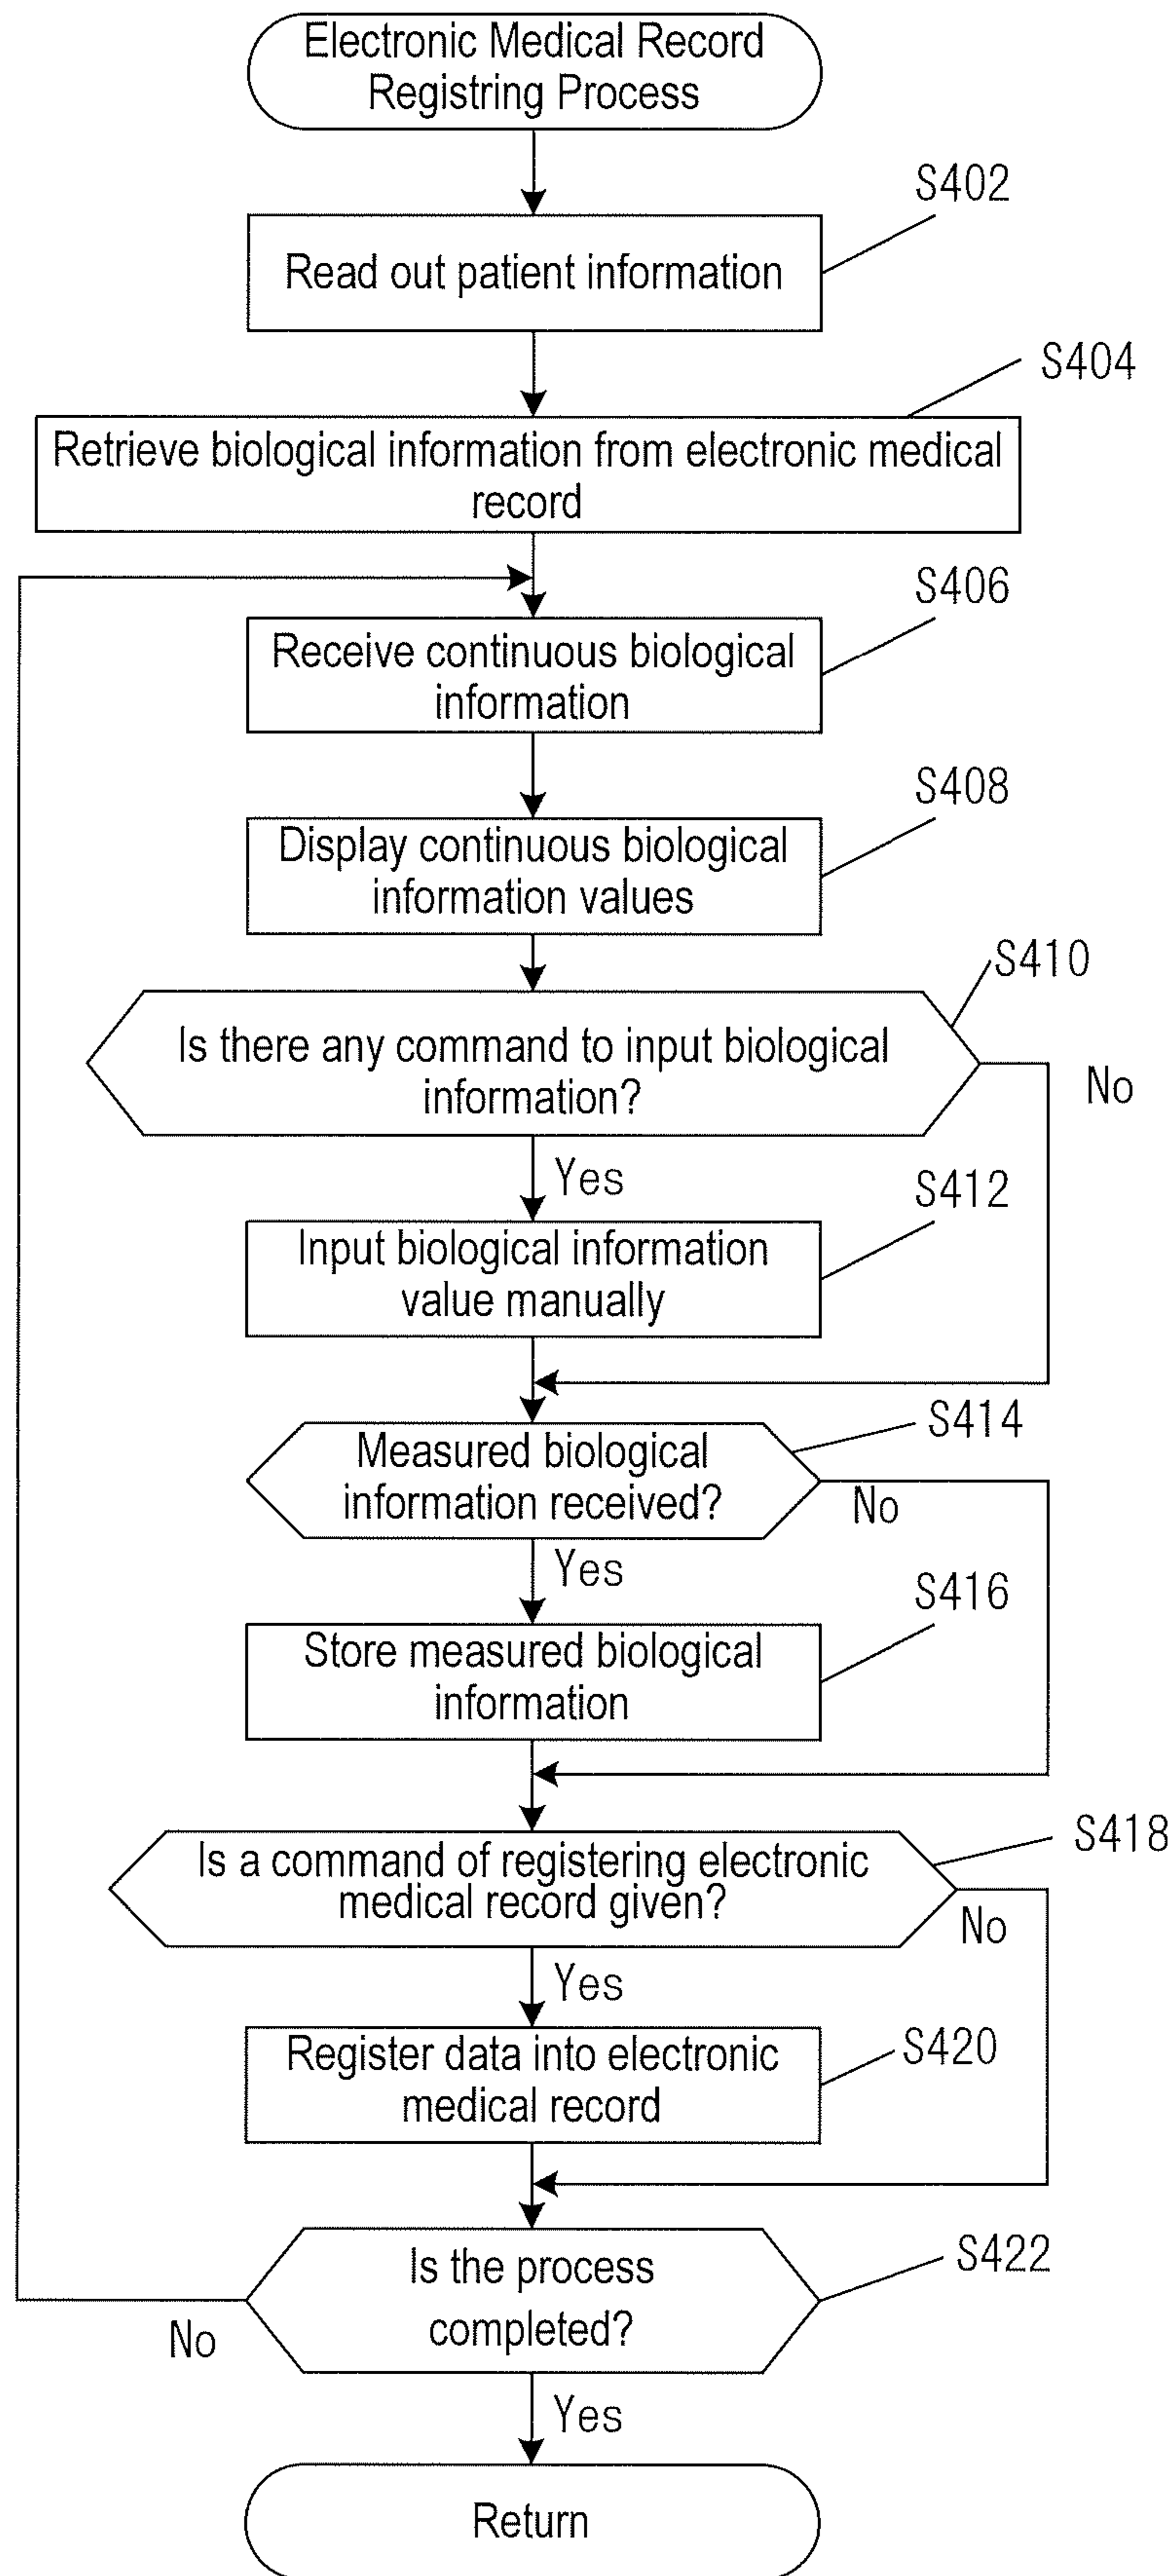 Electronic Medical Record
Registring Process
S402
Read out patient information
S404
Retrieve biological information from electronic medical
record
S406
Receive continuous biological
information
S408
Display continuous biological
information values
S410
Is there any command to input biological
information?
No
Yes
S412
Input biological information
value manually
S414
Measured biological
information received?
No
Yes
S416
Store measured biological
information
S418
Is a command of registering electronic
medical record given?
No
Yes
S420
Register data into electronic
medical record
S422
Is the process
completed?
No
Yes
Return